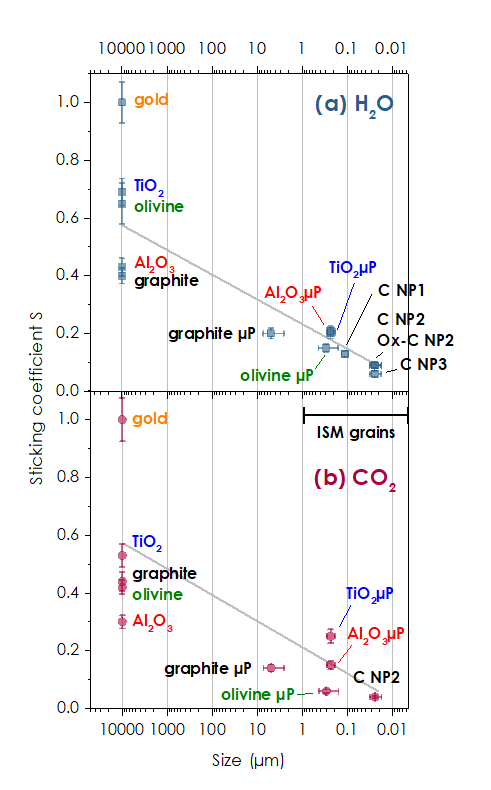 10000 1000 100 10 1 0.1 0.01
1.0
gold
(a) H₂O
0.8
TiO₂
olivine
0.6
Al₂O₃
graphite
0.4
TiO₂µP
Al₂O₃µP
C NP1
C NP2
graphite µP
Ox-C NP2
0.2
olivine µP
C NP3
0.0
Sticking coefficient S
1.0
gold
ISM grains
0.8
(b) CO₂
0.6
TiO₂
graphite
olivine
0.4
TiO₂µP
Al₂O₃
Al₂O₃µP
0.2
graphite µP
C NP2
olivine µP
0.0
10000 1000 100 10 1 0.1 0.01
Size (µm)